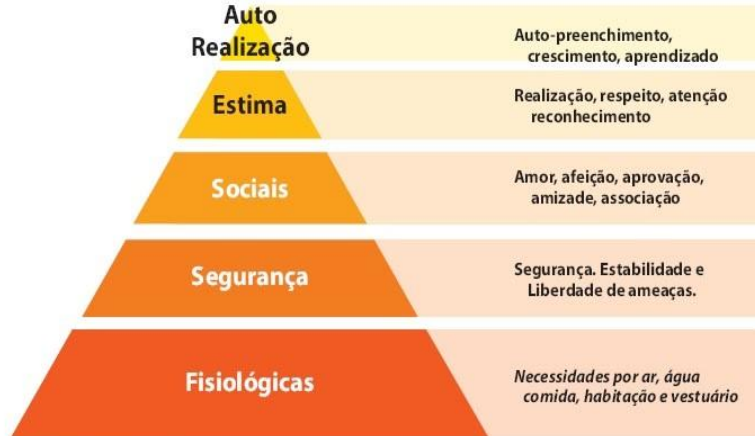 Auto
Realização
Auto-preenchimento,
crescimento, aprendizado
Estima
Realização, respeito, atenção
reconhecimento
Sociais
Amor, afeição, aprovação,
amizade, associação
Segurança
Segurança. Estabilidade e
Liberdade de ameaças.
Fisiológicas
Necessidades por ar, água
comida, habitação e vestuário